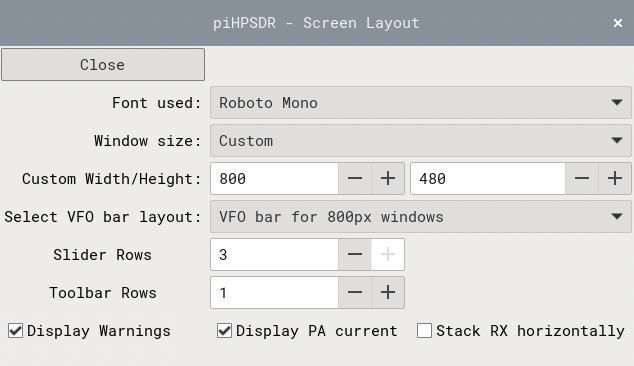 piHPSDR - Screen Layout ×
Close
Font used: Roboto Mono
Window size: Custom
Custom Width/Height: 800 − + 480 − +
Select VFO bar layout: VFO bar for 800px windows
Slider Rows 3 − +
Toolbar Rows 1 − +
Display Warnings Display PA current Stack RX horizontally